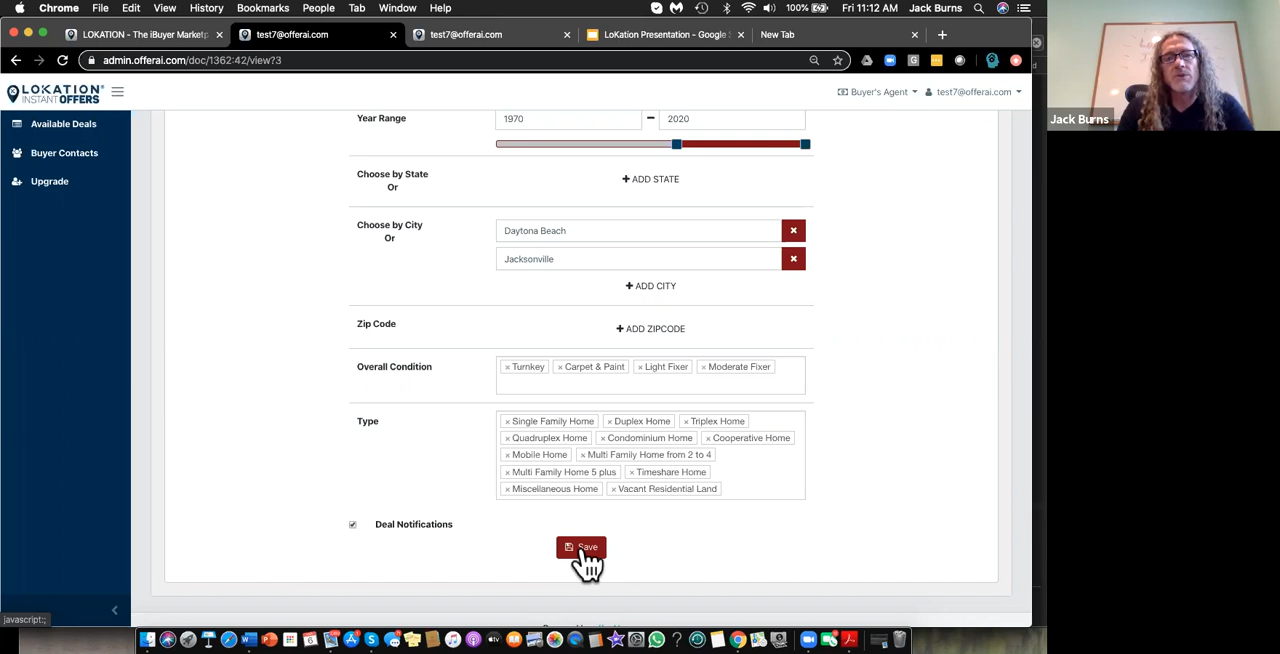 Chrome File Edit View History Bookmarks People Tab Window Help 100% Fri 11:12 AM Jack Burns
LOKATION - The iBuyer Marketp × test7@offerai.com × test7@offerai.com × LoKation Presentation - Google S × New Tab × +
admin.offerai.com/doc/1362:42/view?3
LOKATION
INSTANT OFFERS
Buyer's Agent test7@offerai.com
Available Deals
Buyer Contacts
Upgrade
Year Range 1970 2020
Choose by State
Or
+ ADD STATE
Choose by City
Or
Daytona Beach
Jacksonville
+ ADD CITY
Zip Code
+ ADD ZIPCODE
Overall Condition
× Turnkey × Carpet & Paint × Light Fixer × Moderate Fixer
Type
× Single Family Home × Duplex Home × Triplex Home
× Quadruplex Home × Condominium Home × Cooperative Home
× Mobile Home × Multi Family Home from 2 to 4
× Multi Family Home 5 plus × Timeshare Home
× Miscellaneous Home × Vacant Residential Land
Deal Notifications
Save
javascript:;
Jack Burns